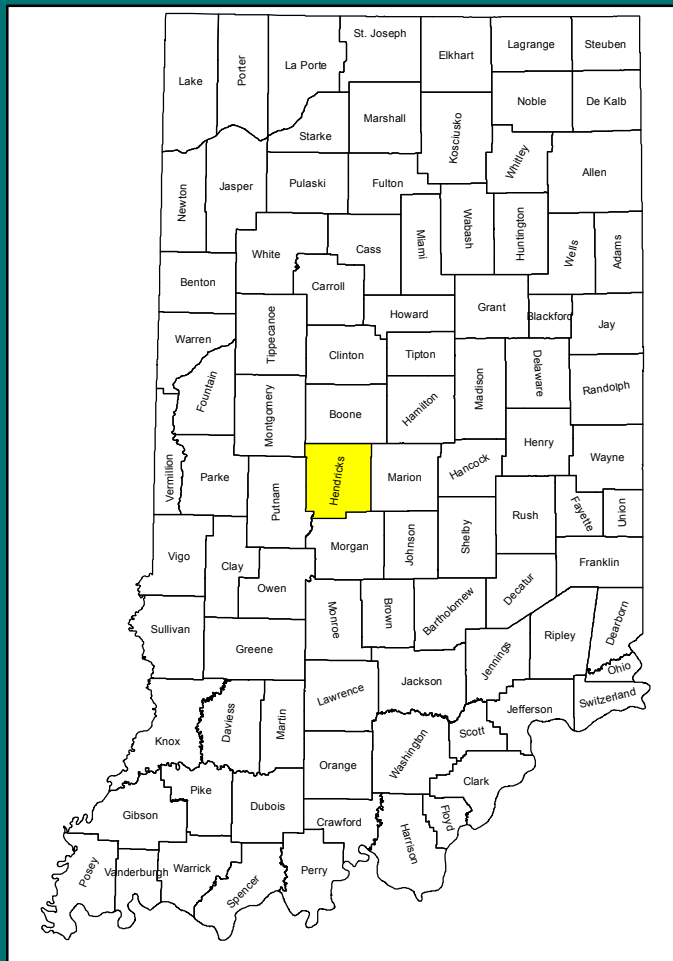 St. Joseph
Lagrange
Steuben
Elkhart
La Porte
Porter
Lake
Noble
De Kalb
Marshall
Starke
Kosciusko
Whitley
Allen
Newton
Jasper
Pulaski
Fulton
White
Cass
Miami
Wabash
Huntington
Wells
Adams
Benton
Carroll
Grant
Howard
Blackford
Jay
Warren
Tippecanoe
Clinton
Tipton
Fountain
Madison
Delaware
Randolph
Montgomery
Boone
Hamilton
Henry
Wayne
Vermillion
Parke
Putnam
Hendricks
Marion
Hancock
Rush
Fayette
Union
Vigo
Clay
Morgan
Johnson
Shelby
Franklin
Owen
Sullivan
Monroe
Brown
Bartholomew
Decatur
Ripley
Dearborn
Greene
Jennings
Ohio
Lawrence
Jackson
Jefferson
Switzerland
Knox
Daviess
Martin
Scott
Washington
Orange
Clark
Pike
Gibson
Dubois
Crawford
Floyd
Harrison
Posey
Vanderburgh
Warrick
Spencer
Perry